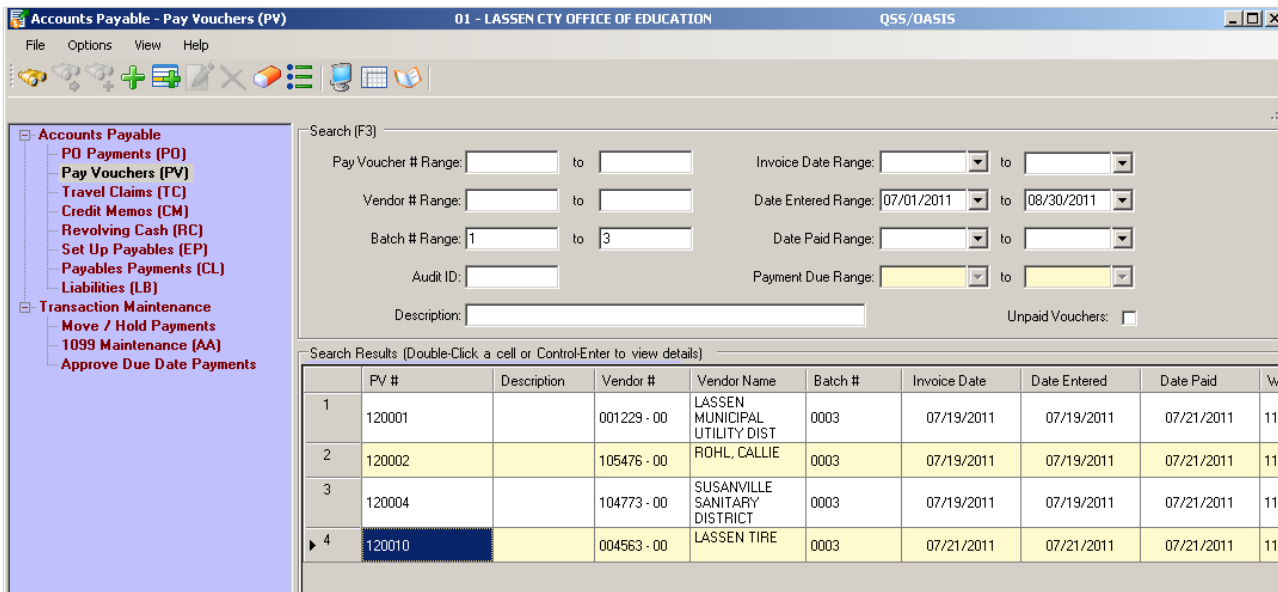 Accounts Payable - Pay Vouchers (PV) 01 - LASSEN CTY OFFICE OF EDUCATION QSS/OASIS
File Options View Help
Accounts Payable
PO Payments (PO)
Pay Vouchers (PV)
Travel Claims (TC)
Credit Memos (CM)
Revolving Cash (RC)
Set Up Payables (EP)
Payables Payments (CL)
Liabilities (LB)
Transaction Maintenance
Move / Hold Payments
1099 Maintenance (AA)
Approve Due Date Payments
Search (F3)
Pay Voucher # Range: to Invoice Date Range: to
Vendor # Range: to Date Entered Range: 07/01/2011 to 08/30/2011
Batch # Range: 1 to 3 Date Paid Range: to
Audit ID: Payment Due Range: to
Description: Unpaid Vouchers:
Search Results (Double-Click a cell or Control-Enter to view details)
PV # Description Vendor # Vendor Name Batch # Invoice Date Date Entered Date Paid W
1 120001 001229 - 00 LASSEN MUNICIPAL UTILITY DIST 0003 07/19/2011 07/19/2011 07/21/2011 11
2 120002 105476 - 00 ROHL, CALLIE 0003 07/19/2011 07/19/2011 07/21/2011 11
3 120004 104773 - 00 SUSANVILLE SANITARY DISTRICT 0003 07/19/2011 07/19/2011 07/21/2011 11
4 120010 004563 - 00 LASSEN TIRE 0003 07/21/2011 07/21/2011 07/21/2011 11